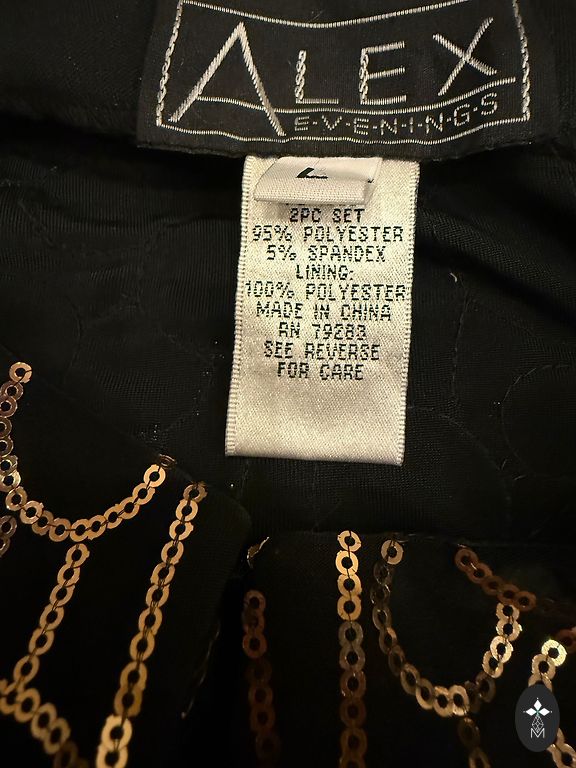 ALEX
E·V·E·N·I·N·G·S
L
2PC SET
95% POLYESTER
5% SPANDEX
LINING:
100% POLYESTER
MADE IN CHINA
RN 79283
SEE REVERSE
FOR CARE
M